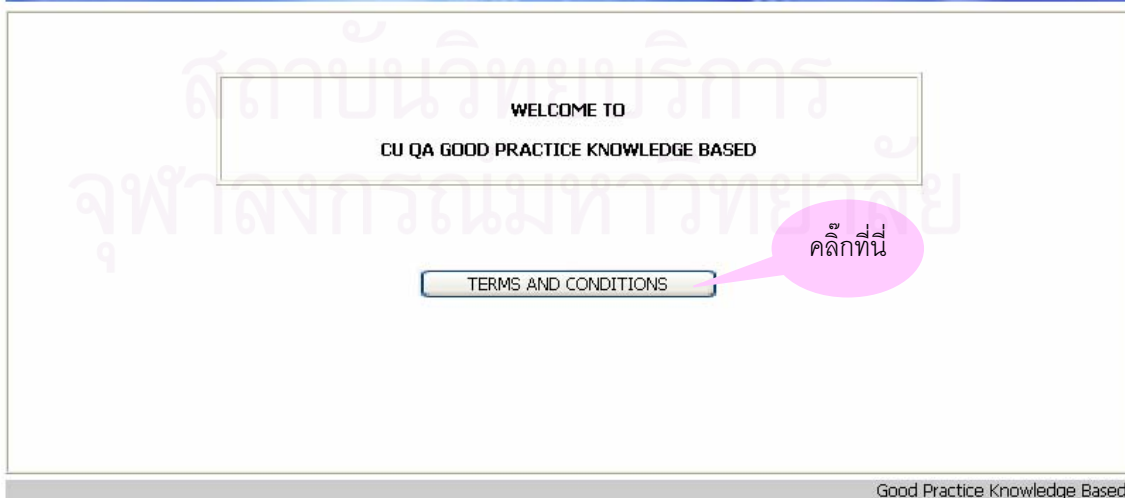 สถาบันวิทยบริการ
WELCOME TO
CU QA GOOD PRACTICE KNOWLEDGE BASED
จุฬาลงกรณ์มหาวิทยาลัย
คลิ๊กที่นี่
TERMS AND CONDITIONS
Good Practice Knowledge Based